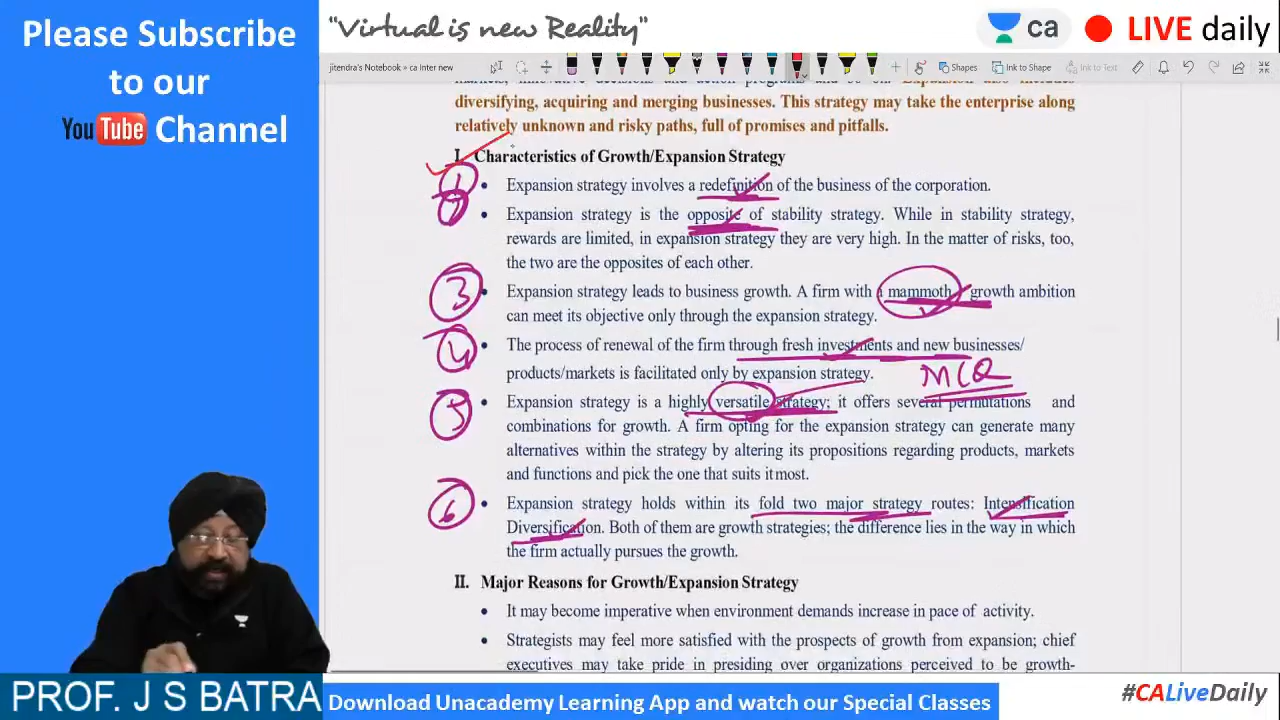 Please Subscribe
to our
YouTube Channel
"Virtual is new Reality"
ca
LIVE daily
jitendra's Notebook » ca Inter new
Shapes
Ink to Shape
Ink to Text
diversifying, acquiring and merging businesses. This strategy may take the enterprise along
relatively unknown and risky paths, full of promises and pitfalls.
I. Characteristics of Growth/Expansion Strategy
1 • Expansion strategy involves a redefinition of the business of the corporation.
• Expansion strategy is the opposite of stability strategy. While in stability strategy,
rewards are limited, in expansion strategy they are very high. In the matter of risks, too,
the two are the opposites of each other.
3 • Expansion strategy leads to business growth. A firm with a mammoth growth ambition
can meet its objective only through the expansion strategy.
4 • The process of renewal of the firm through fresh investments and new businesses/
products/markets is facilitated only by expansion strategy.
MCQ
5 • Expansion strategy is a highly versatile strategy; it offers several permutations and
combinations for growth. A firm opting for the expansion strategy can generate many
alternatives within the strategy by altering its propositions regarding products, markets
and functions and pick the one that suits it most.
6 • Expansion strategy holds within its fold two major strategy routes: Intensification
Diversification. Both of them are growth strategies; the difference lies in the way in which
the firm actually pursues the growth.
II. Major Reasons for Growth/Expansion Strategy
• It may become imperative when environment demands increase in pace of activity.
• Strategists may feel more satisfied with the prospects of growth from expansion; chief
executives may take pride in presiding over organizations perceived to be growth-
PROF. J S BATRA
Download Unacademy Learning App and watch our Special Classes
#CALiveDaily